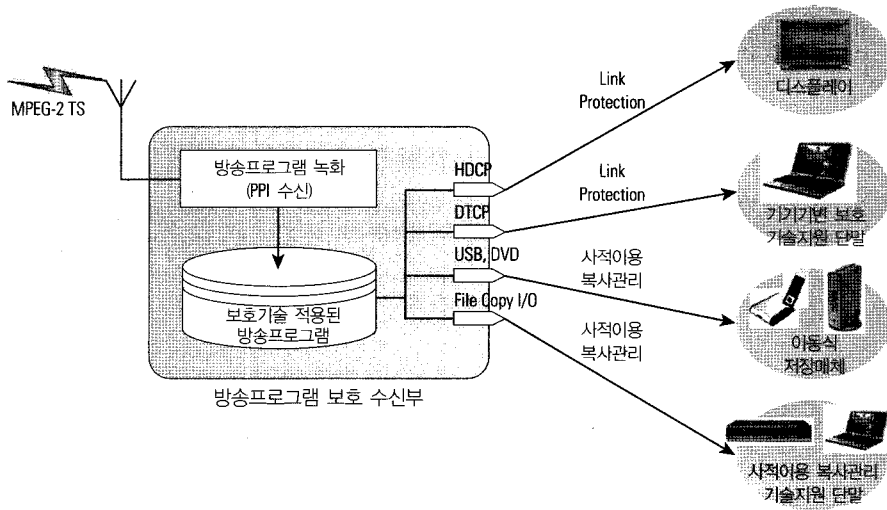 MPEG-2 TS
방송프로그램 녹화
(PPI 수신)
보호기술 적용된
방송프로그램
방송프로그램 보호 수신부
HDCP
DTCP
USB, DVD
File Copy I/O
Link
Protection
Link
Protection
사적이용
복사관리
사적이용
복사관리
디스플레이
기기기반 보호
기술지원 단말
이동식
저장매체
사적이용 복사관리
기술지원 단말